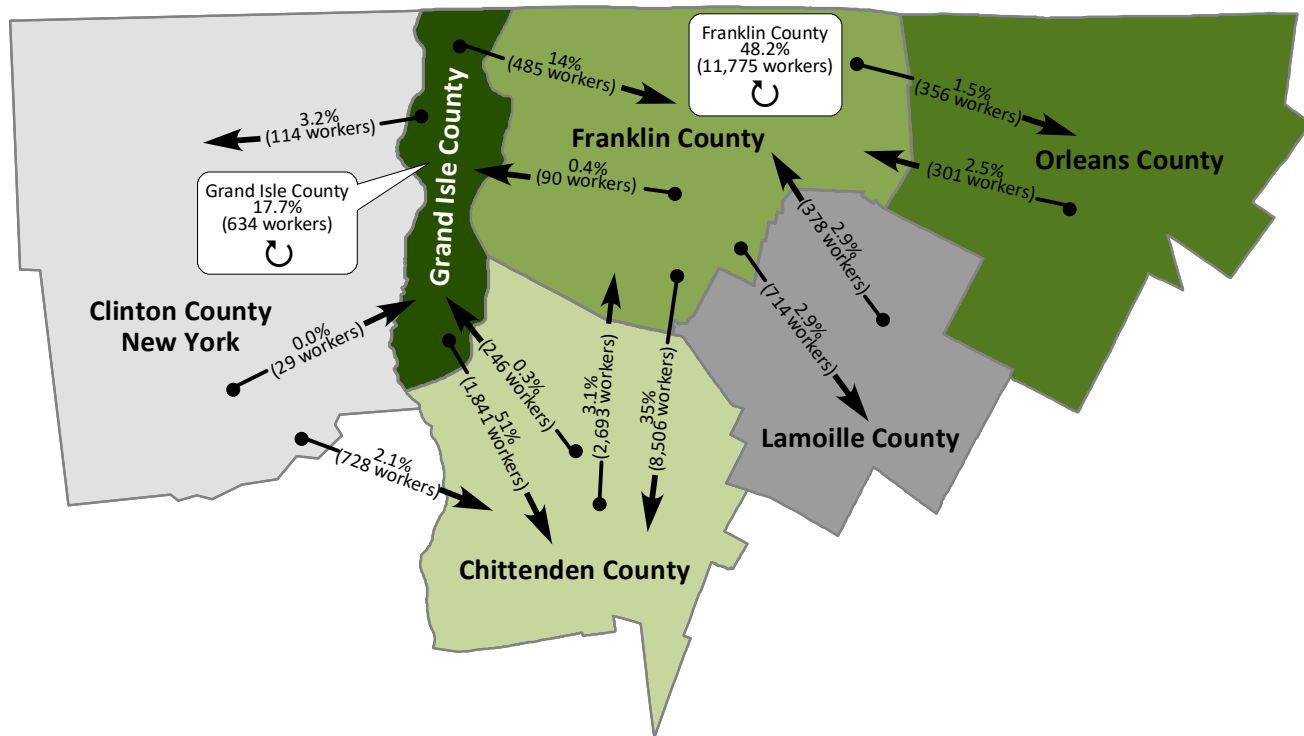 Franklin County
48.2%
(11,775 workers)
14%
(485 workers)
1.5%
(356 workers)
3.2%
(114 workers)
Grand Isle County
Franklin County
Orleans County
0.4%
(90 workers)
2.5%
(301 workers)
Grand Isle County
17.7%
(634 workers)
2.9%
(378 workers)
2.9%
(714 workers)
Clinton County
New York
0.0%
(29 workers)
0.3%
(246 workers)
51%
(1,841 workers)
3.1%
(2,693 workers)
35%
(8,506 workers)
Lamoille County
2.1%
(728 workers)
Chittenden County